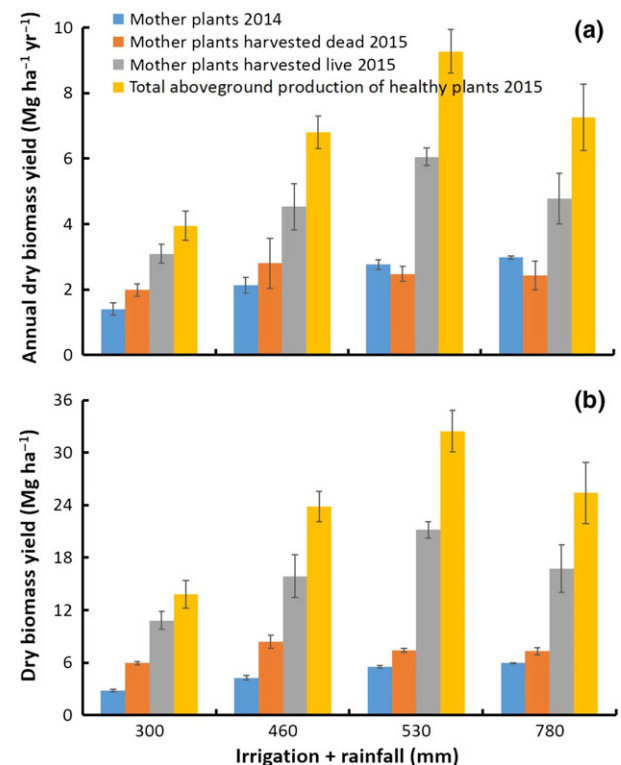 Mother plants 2014
(a)
Mother plants harvested dead 2015
Mother plants harvested live 2015
Total aboveground production of healthy plants 2015
Annual dry biomass yield (Mg ha⁻¹ yr⁻¹)
10
8
6
4
2
0
(b)
Dry biomass yield (Mg ha⁻¹)
36
30
24
18
12
6
0
300 460 530 780
Irrigation + rainfall (mm)